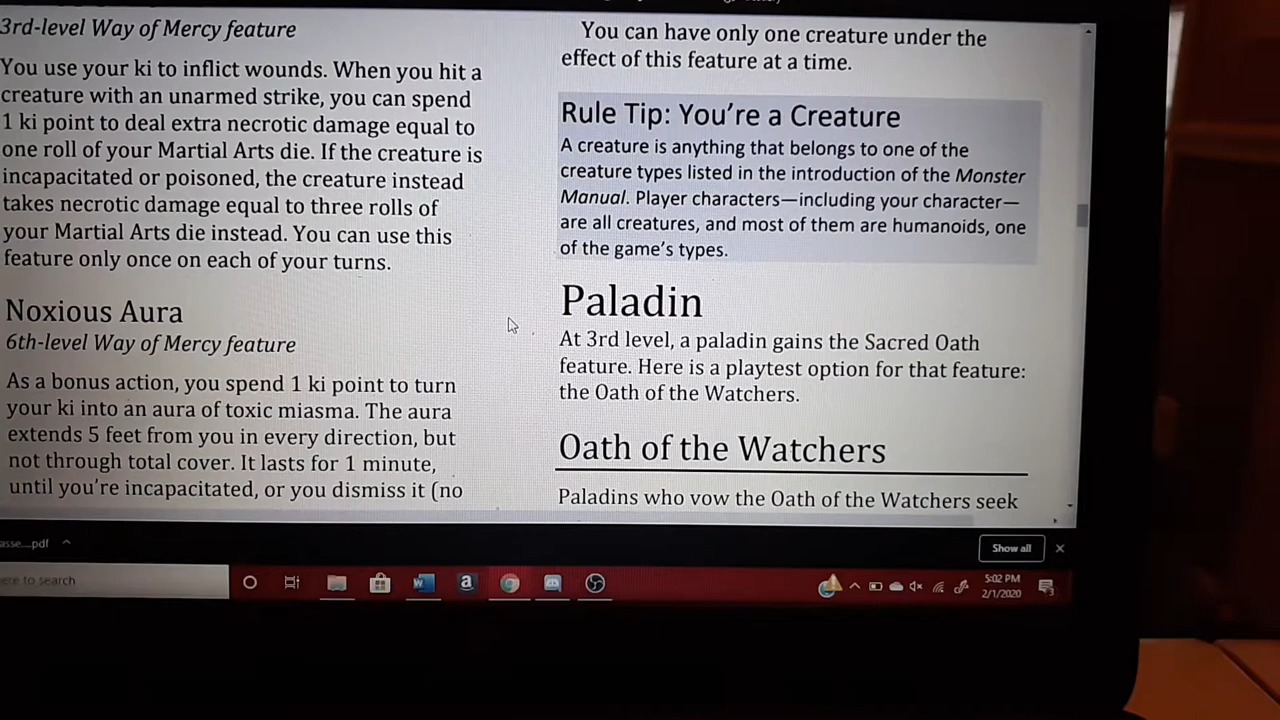 3rd-level Way of Mercy feature
You use your ki to inflict wounds. When you hit a
creature with an unarmed strike, you can spend
1 ki point to deal extra necrotic damage equal to
one roll of your Martial Arts die. If the creature is
incapacitated or poisoned, the creature instead
takes necrotic damage equal to three rolls of
your Martial Arts die instead. You can use this
feature only once on each of your turns.
Noxious Aura
6th-level Way of Mercy feature
As a bonus action, you spend 1 ki point to turn
your ki into an aura of toxic miasma. The aura
extends 5 feet from you in every direction, but
not through total cover. It lasts for 1 minute,
until you're incapacitated, or you dismiss it (no
You can have only one creature under the
effect of this feature at a time.
Rule Tip: You're a Creature
A creature is anything that belongs to one of the
creature types listed in the introduction of the Monster
Manual. Player characters—including your character—
are all creatures, and most of them are humanoids, one
of the game's types.
Paladin
At 3rd level, a paladin gains the Sacred Oath
feature. Here is a playtest option for that feature:
the Oath of the Watchers.
Oath of the Watchers
Paladins who vow the Oath of the Watchers seek
asse....pdf
Show all
ere to search
5:02 PM
2/1/2020